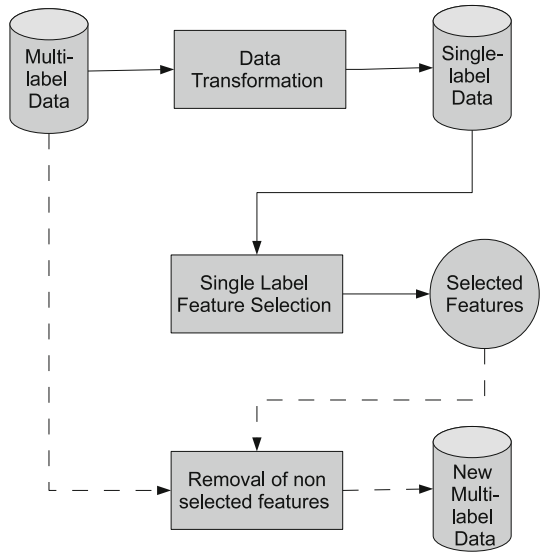 Multi-
label
Data
Data
Transformation
Single-
label
Data
Single Label
Feature Selection
Selected
Features
Removal of non
selected features
New
Multi-
label
Data